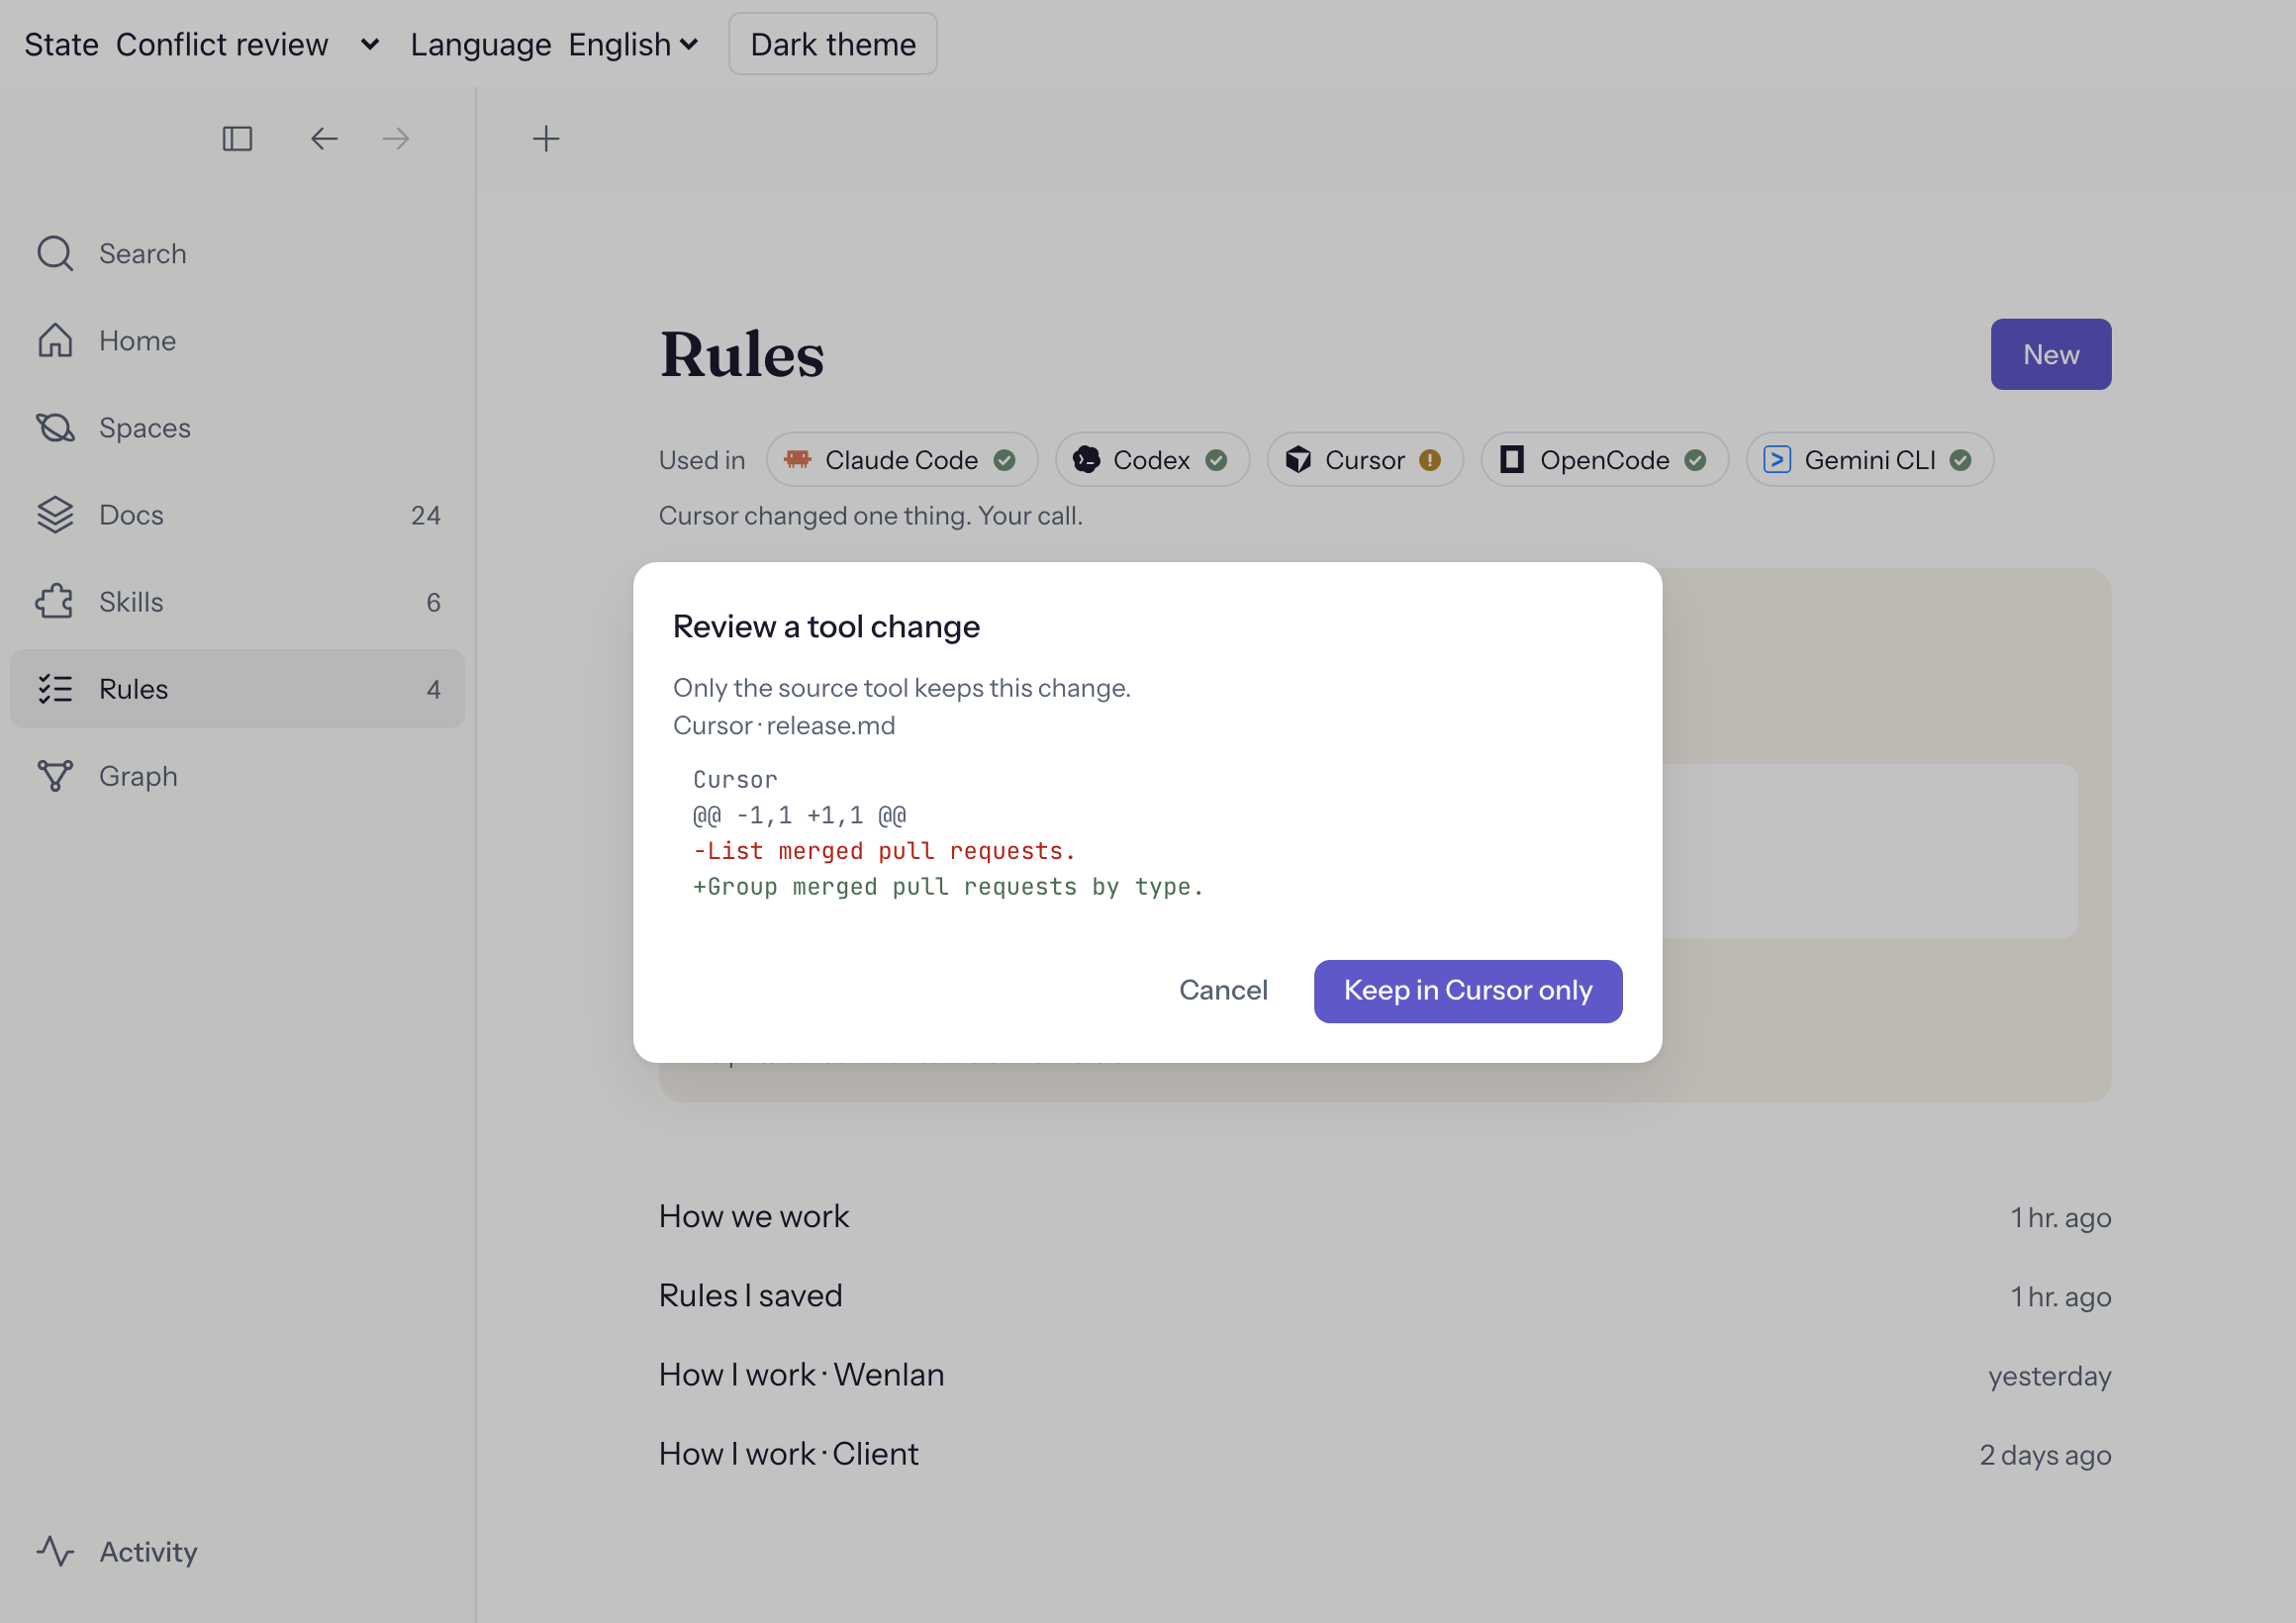 State Conflict review Language English Dark theme
Search
Home
Spaces
Docs 24
Skills 6
Rules 4
Graph
Activity
Rules New
Used in Claude Code Codex Cursor OpenCode Gemini CLI
Cursor changed one thing. Your call.
Review a tool change
Only the source tool keeps this change.
Cursor · release.md
Cursor
@@ -1,1 +1,1 @@
-List merged pull requests.
+Group merged pull requests by type.
Cancel Keep in Cursor only
How we work 1 hr. ago
Rules I saved 1 hr. ago
How I work · Wenlan yesterday
How I work · Client 2 days ago